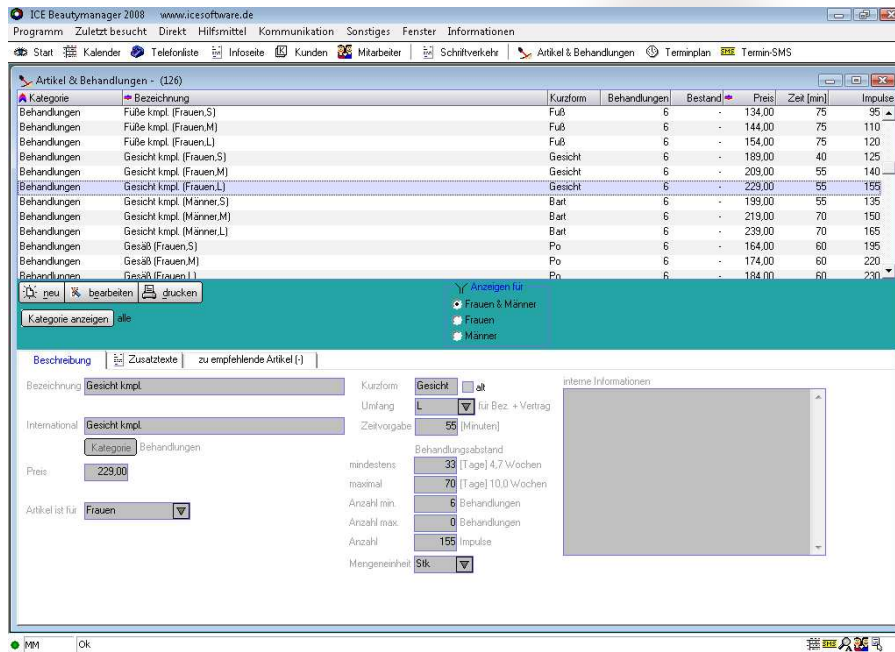 ICE Beautymanager 2008 www.icesoftware.de
Programm Zuletzt besucht Direkt Hilfsmittel Kommunikation Sonstiges Fenster Informationen
Start Kalender Telefonliste Infoseite Kunden Mitarbeiter Schriftverkehr Artikel & Behandlungen Terminplan SMS Termin-SMS
Artikel & Behandlungen - (126)
Kategorie Bezeichnung Kurzform Behandlungen Bestand Preis Zeit [min] Impulse
Behandlungen Füße kmpl. (Frauen,S) Fuß 6 - 134,00 75 95
Behandlungen Füße kmpl. (Frauen,M) Fuß 6 - 144,00 75 110
Behandlungen Füße kmpl. (Frauen,L) Fuß 6 - 154,00 75 120
Behandlungen Gesicht kmpl. (Frauen,S) Gesicht 6 - 189,00 40 125
Behandlungen Gesicht kmpl. (Frauen,M) Gesicht 6 - 209,00 55 140
Behandlungen Gesicht kmpl. (Frauen,L) Gesicht 6 - 229,00 55 155
Behandlungen Gesicht kmpl. (Männer,S) Bart 6 - 199,00 55 135
Behandlungen Gesicht kmpl. (Männer,M) Bart 6 - 219,00 70 150
Behandlungen Gesicht kmpl. (Männer,L) Bart 6 - 239,00 70 165
Behandlungen Gesäß (Frauen,S) Po 6 - 164,00 60 195
Behandlungen Gesäß (Frauen,M) Po 6 - 174,00 60 220
Behandlungen Gesäß (Frauen,L) Po 6 - 184,00 60 230
neu bearbeiten drucken
Anzeigen für
Frauen & Männer
Kategorie anzeigen alle
Frauen
Männer
Beschreibung Zusatztexte zu empfehlende Artikel (-)
Bezeichnung Gesicht kmpl. Kurzform Gesicht alt interne Informationen
Umfang L für Bez. + Vertrag
International Gesicht kmpl. Zeitvorgabe 55 [Minuten]
Kategorie Behandlungen Behandlungsabstand
Preis 229,00 mindestens 33 [Tage] 4,7 Wochen
maximal 70 [Tage] 10,0 Wochen
Anzahl min. 6 Behandlungen
Artikel ist für Frauen
Anzahl max. 0 Behandlungen
Anzahl 155 Impulse
Mengeneinheit Stk.
MM Ok SMS